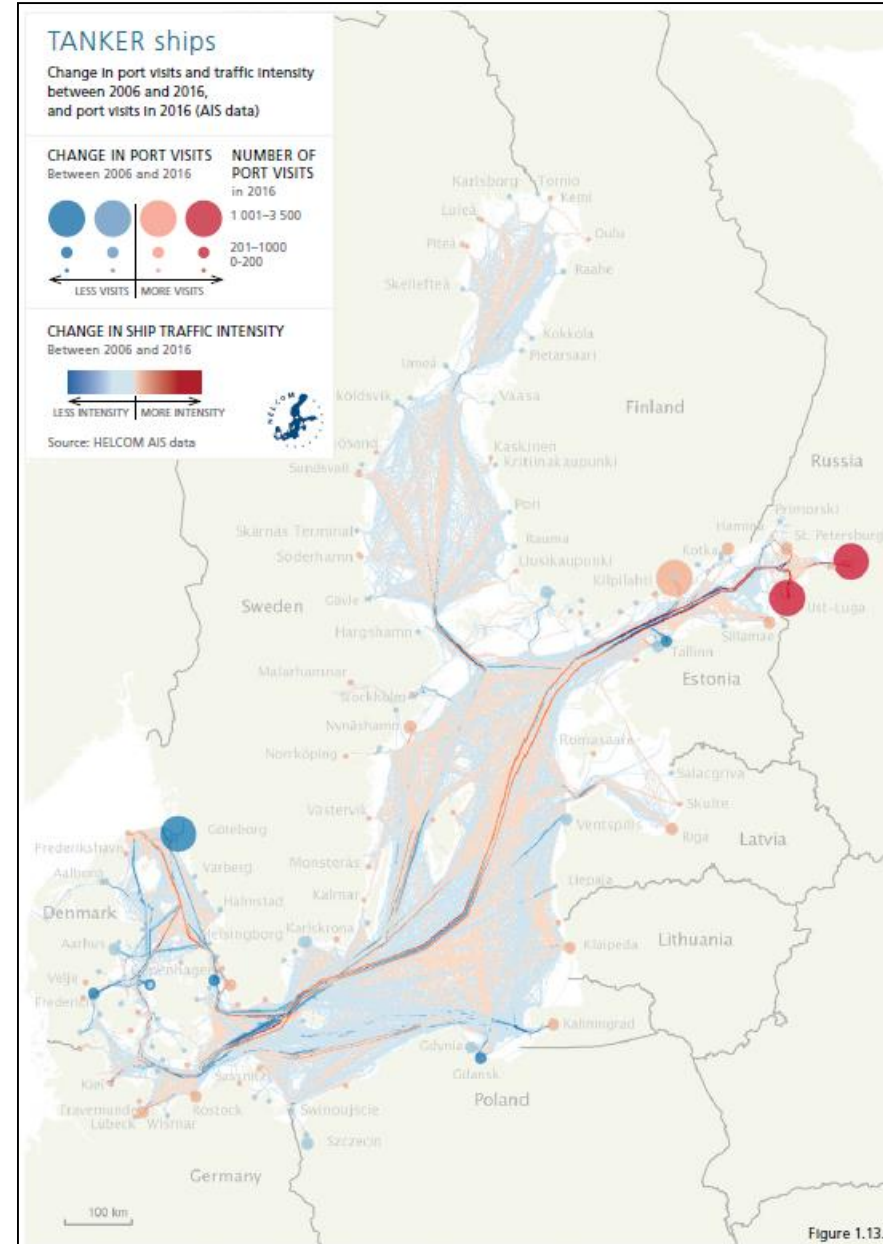 TANKER ships
Change in port visits and traffic intensity
between 2006 and 2016,
and port visits in 2016 (AIS data)
CHANGE IN PORT VISITS
Between 2006 and 2016
NUMBER OF
PORT VISITS
in 2016
1 001–3 500
201–1000
0-200
LESS VISITS
MORE VISITS
CHANGE IN SHIP TRAFFIC INTENSITY
Between 2006 and 2016
LESS INTENSITY
MORE INTENSITY
Source: HELCOM AIS data
HELCOM
Karlsborg
Tornio
Kemi
Luleå
Oulu
Piteå
Raahe
Skellefteå
Kokkola
Pietarsaari
Umeå
köldsvik
Vaasa
Finland
Russia
Kaskinen
Kristiinakaupunki
Sundsvall
Primorski
Pori
Hamina
St. Petersburg
Skärnäs Terminal
Kotka
Rauma
Söderhamn
Uusikaupunki
Kilpilahti
Gävle
Ust-Luga
Sweden
Hargshamn
Sillamäe
Tallinn
Estonia
Mälarhamnar
Stockholm
Nynäshamn
Romasaare
Norrköping
Salacgriva
Skulte
Västervik
Ventspils
Riga
Latvia
Göteborg
Frederikshavn
Varberg
Monsterås
Aalborg
Liepaja
Halmstad
Kalmar
Denmark
Helsingborg
Karlskrona
Aarhus
Klaipeda
Lithuania
Copenhagen
Vejle
Frederici
Kaliningrad
Gdynia
Gdansk
Kiel
Sassnitz
Poland
Travemunde
Rostock
Swinoujscie
Lübeck
Wismar
Szczecin
Germany
100 km
Figure 1.13.